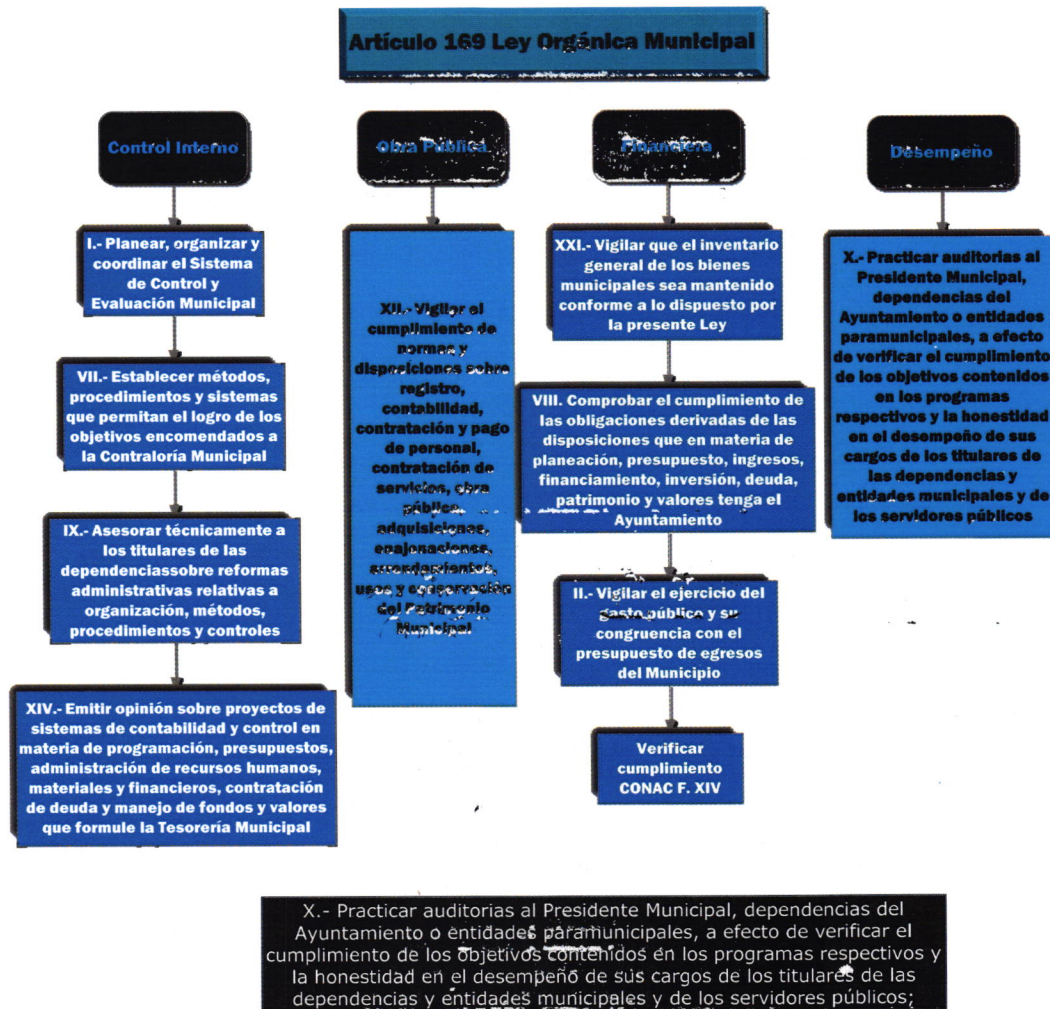 Artículo 169 Ley Orgánica Municipal
Control Interno
I.- Planear, organizar y
coordinar el Sistema
de Control y
Evaluación Municipal
VII.- Establecer métodos,
procedimientos y sistemas
que permitan el logro de los
objetivos encomendados a
la Contraloría Municipal
IX.- Asesorar técnicamente a
los titulares de las
dependenciassobre reformas
administrativas relativas a
organización, métodos,
procedimientos y controles
XIV.- Emitir opinión sobre proyectos de
sistemas de contabilidad y control en
materia de programación, presupuestos,
administración de recursos humanos,
materiales y financieros, contratación
de deuda y manejo de fondos y valores
que formule la Tesorería Municipal
Obra Pública
XII.- Vigilar el
cumplimiento de
normas y
disposiciones sobre
registro,
contabilidad,
contratación y pago
de personal,
contratación de
servicios, obra
pública,
adquisiciones,
enajenaciones,
arrendamientos,
usos y conservación
del Patrimonio
Municipal
Financiera
XXI.- Vigilar que el inventario
general de los bienes
municipales sea mantenido
conforme a lo dispuesto por
la presente Ley
VIII. Comprobar el cumplimiento de
las obligaciones derivadas de las
disposiciones que en materia de
planeación, presupuesto, ingresos,
financiamiento, inversión, deuda,
patrimonio y valores tenga el
Ayuntamiento
II.- Vigilar el ejercicio del
gasto público y su
congruencia con el
presupuesto de egresos
del Municipio
Verificar
cumplimiento
CONAC F. XIV
Desempeño
X.- Practicar auditorias al
Presidente Municipal,
dependencias del
Ayuntamiento o entidades
paramunicipales, a efecto
de verificar el cumplimiento
de los objetivos contenidos
en los programas
respectivos y la honestidad
en el desempeño de sus
cargos de los titulares de
las dependencias y
entidades municipales y de
los servidores públicos
X.- Practicar auditorias al Presidente Municipal, dependencias del
Ayuntamiento o entidades paramunicipales, a efecto de verificar el
cumplimiento de los objetivos contenidos en los programas respectivos y
la honestidad en el desempeño de sus cargos de los titulares de las
dependencias y entidades municipales y de los servidores públicos;